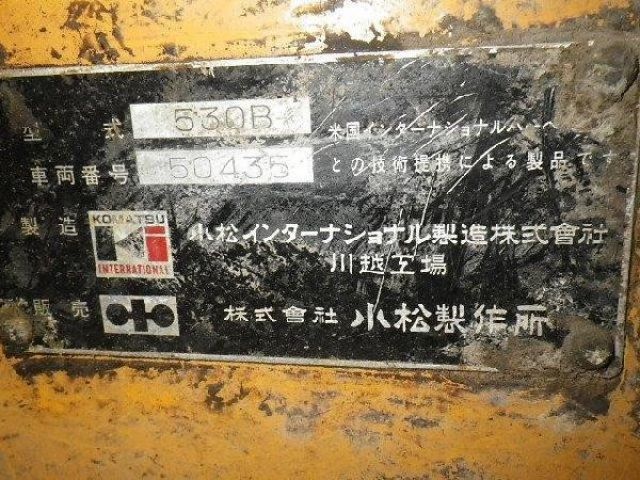 型式 530B 米国インターナショナルハーベ
車両番号 50435 との技術提携による製品です
製造 KOMATSU INTERNATIONAL 小松インターナショナル製造株式會社
川越工場
販売 株式會社 小松製作所